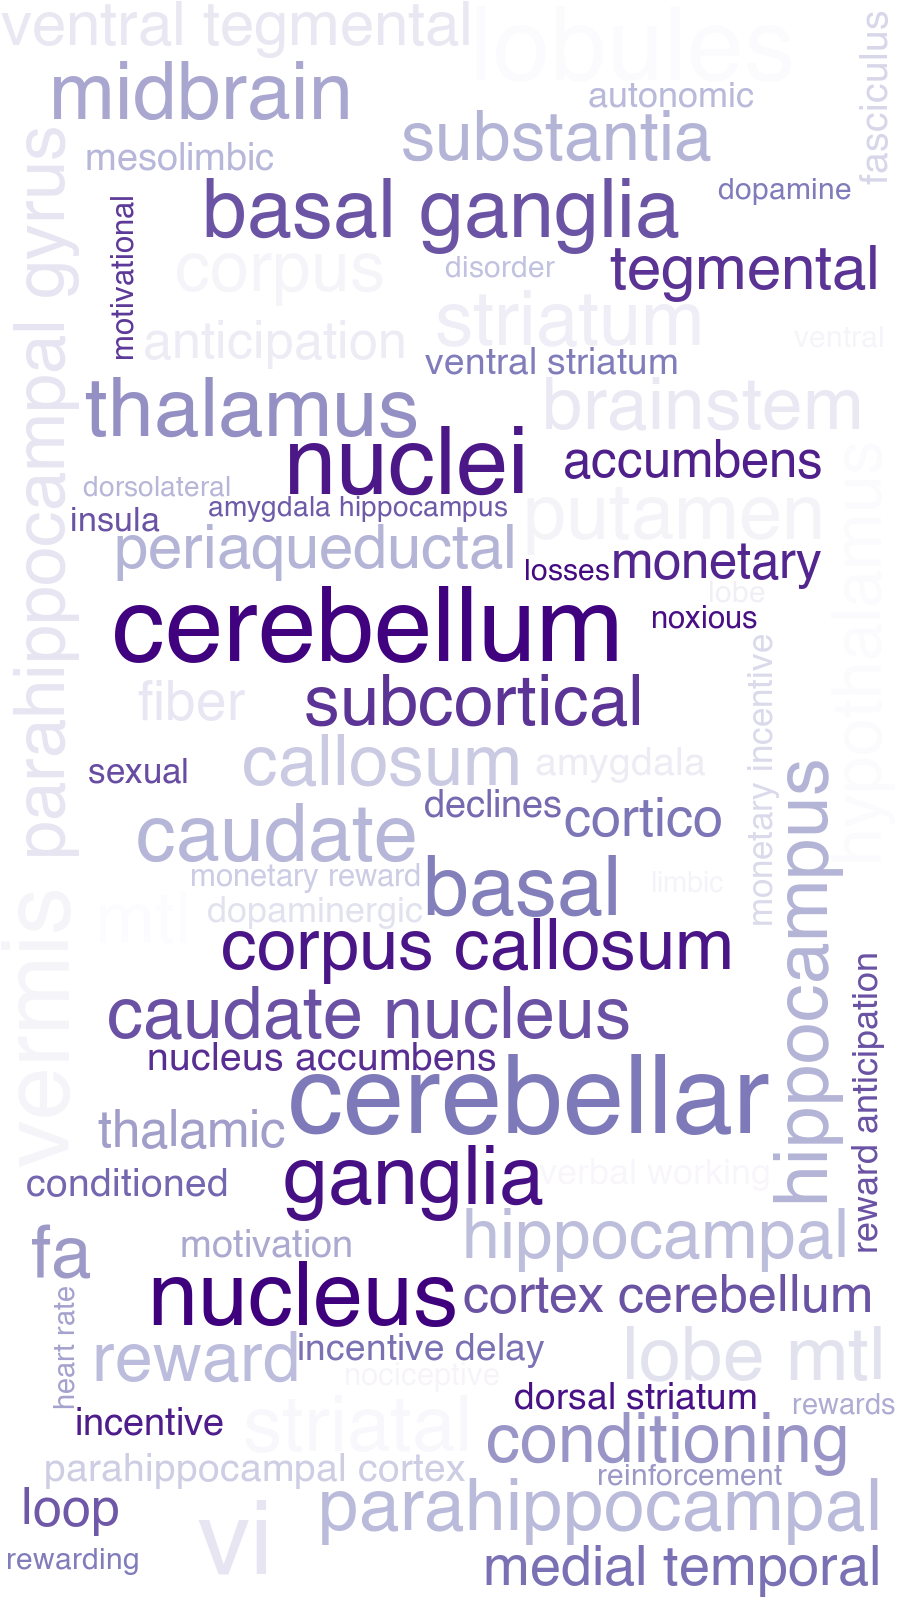 ventral tegmental
lobules
fasciculus
midbrain
autonomic
substantia
mesolimbic
parahippocampal gyrus
basal ganglia
dopamine
motivational
corpus
disorder
tegmental
striatum
anticipation
ventral
ventral striatum
thalamus
brainstem
nuclei
accumbens
hypothalamus
dorsolateral
amygdala hippocampus
insula
putamen
periaqueductal
losses
monetary
lobe
cerebellum
noxious
monetary incentive
fiber
subcortical
callosum
amygdala
sexual
hippocampus
declines
cortico
caudate
basal
monetary reward
limbic
vermis
mtl
dopaminergic
corpus callosum
reward anticipation
caudate nucleus
nucleus accumbens
cerebellar
thalamic
ganglia
verbal working
conditioned
hippocampal
fa
motivation
nucleus
cortex cerebellum
heart rate
reward
incentive delay
lobe mtl
nociceptive
dorsal striatum
rewards
incentive
striatal
conditioning
parahippocampal cortex
reinforcement
loop
vi
parahippocampal
rewarding
medial temporal